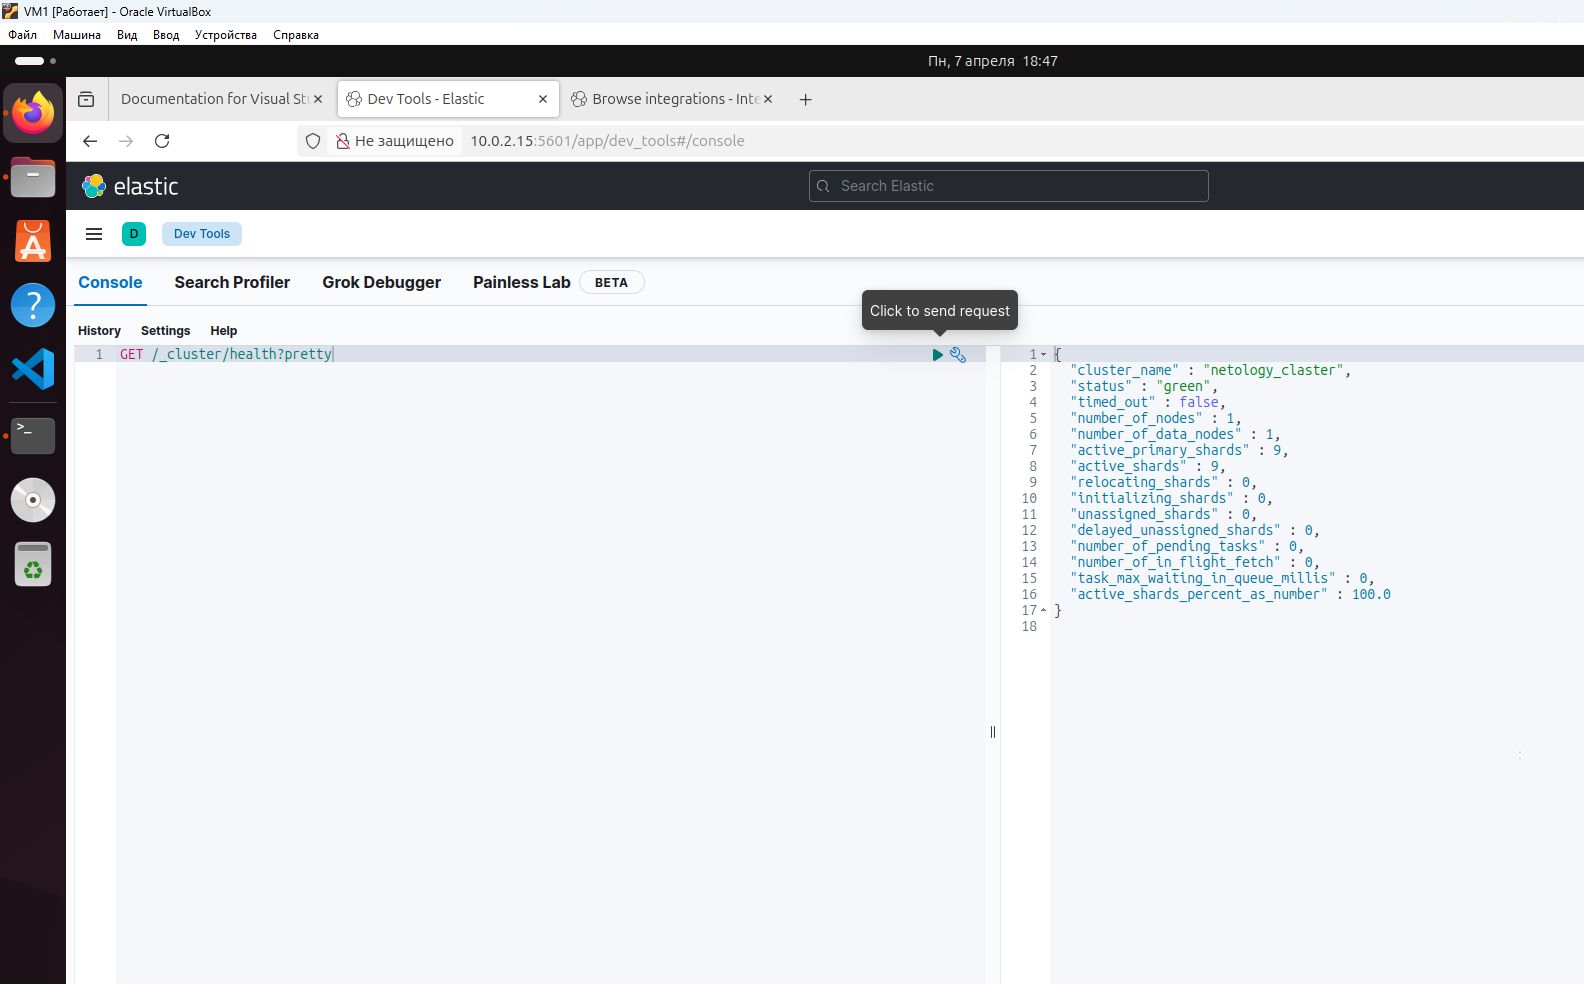 VM1 [Работает] - Oracle VirtualBox
Файл Машина Вид Ввод Устройства Справка
Пн, 7 апреля 18:47
Documentation for Visual St
Dev Tools - Elastic
Browse integrations - Inte
Не защищено 10.0.2.15:5601/app/dev_tools#/console
elastic
Search Elastic
D Dev Tools
Console Search Profiler Grok Debugger Painless Lab BETA
Click to send request
History Settings Help
1 GET /_cluster/health?pretty
1 {
2 "cluster_name" : "netology_claster",
3 "status" : "green",
4 "timed_out" : false,
5 "number_of_nodes" : 1,
6 "number_of_data_nodes" : 1,
7 "active_primary_shards" : 9,
8 "active_shards" : 9,
9 "relocating_shards" : 0,
10 "initializing_shards" : 0,
11 "unassigned_shards" : 0,
12 "delayed_unassigned_shards" : 0,
13 "number_of_pending_tasks" : 0,
14 "number_of_in_flight_fetch" : 0,
15 "task_max_waiting_in_queue_millis" : 0,
16 "active_shards_percent_as_number" : 100.0
17 }
18